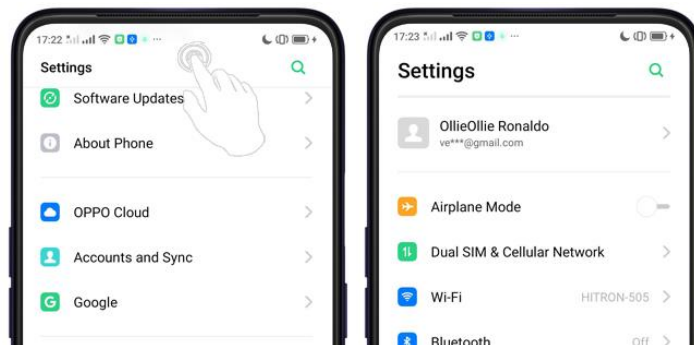 17:22
Settings
Software Updates
About Phone
OPPO Cloud
Accounts and Sync
Google
17:23
Settings
OllieOllie Ronaldo
ve***@gmail.com
Airplane Mode
Dual SIM & Cellular Network
Wi-Fi HITRON-505
Bluetooth Off